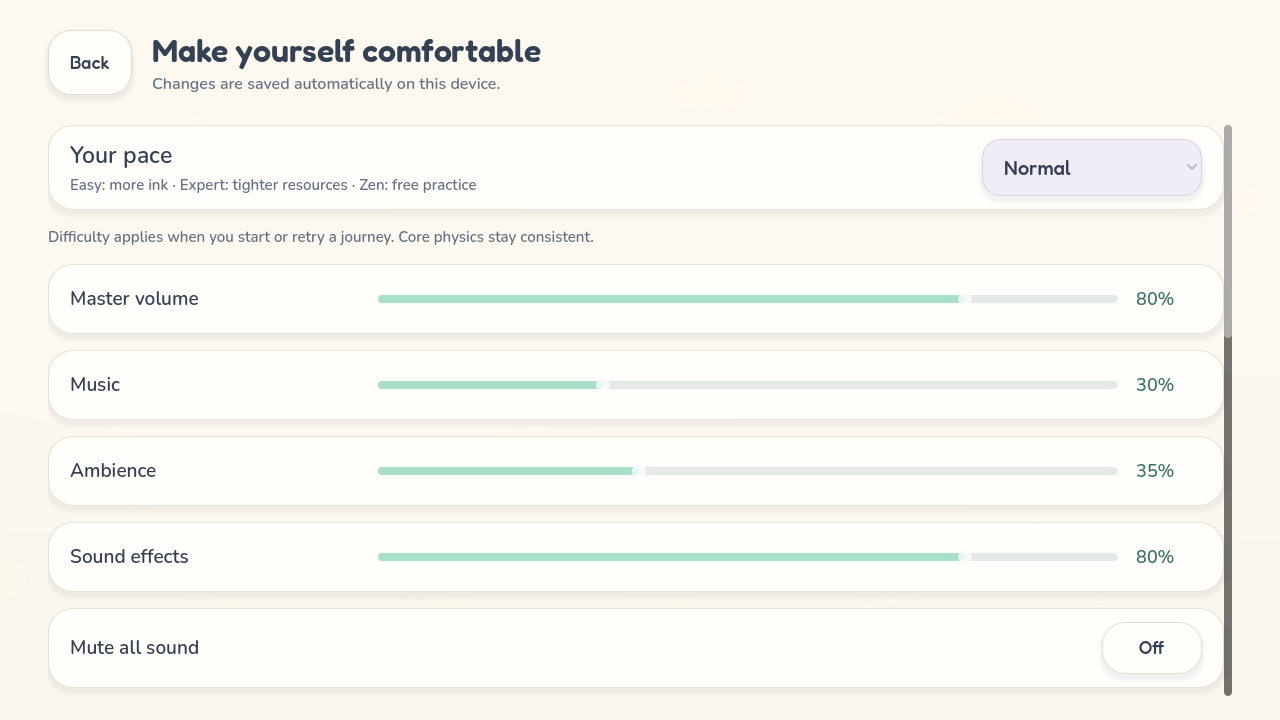 Back
Make yourself comfortable
Changes are saved automatically on this device.
Your pace
Easy: more ink · Expert: tighter resources · Zen: free practice
Normal
Difficulty applies when you start or retry a journey. Core physics stay consistent.
Master volume
80%
Music
30%
Ambience
35%
Sound effects
80%
Mute all sound
Off